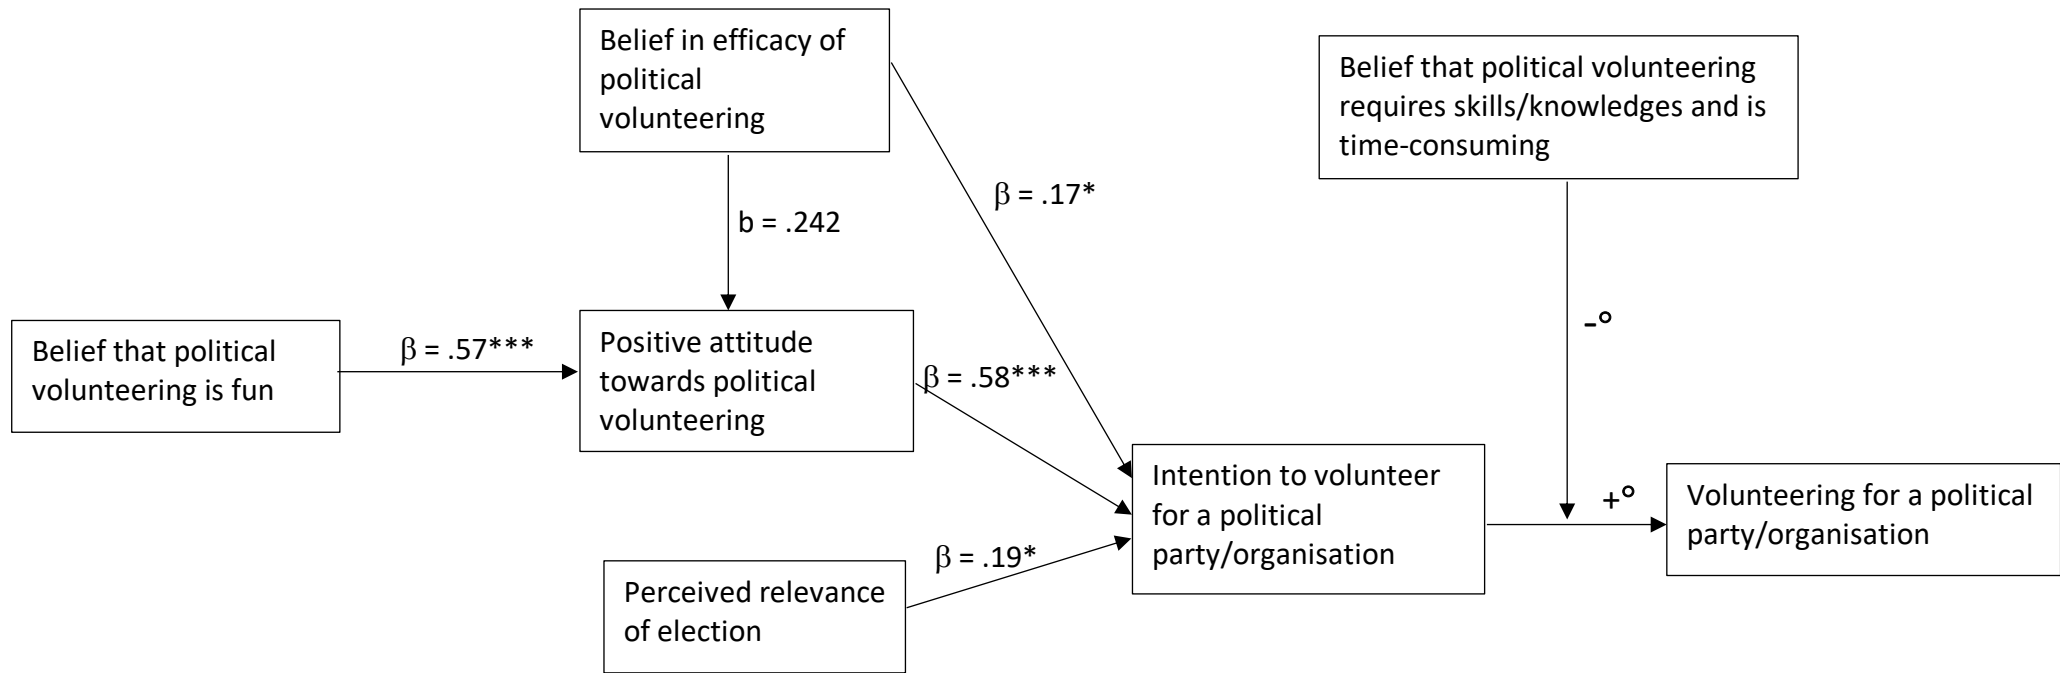 Belief in efficacy of
political
volunteering
Belief that political volunteering
requires skills/knowledges and is
time-consuming
β = .17*
b = .242
-°
Belief that political
volunteering is fun
β = .57***
Positive attitude
towards political
volunteering
β = .58***
Intention to volunteer
for a political
party/organisation
+°
Volunteering for a political
party/organisation
β = .19*
Perceived relevance
of election